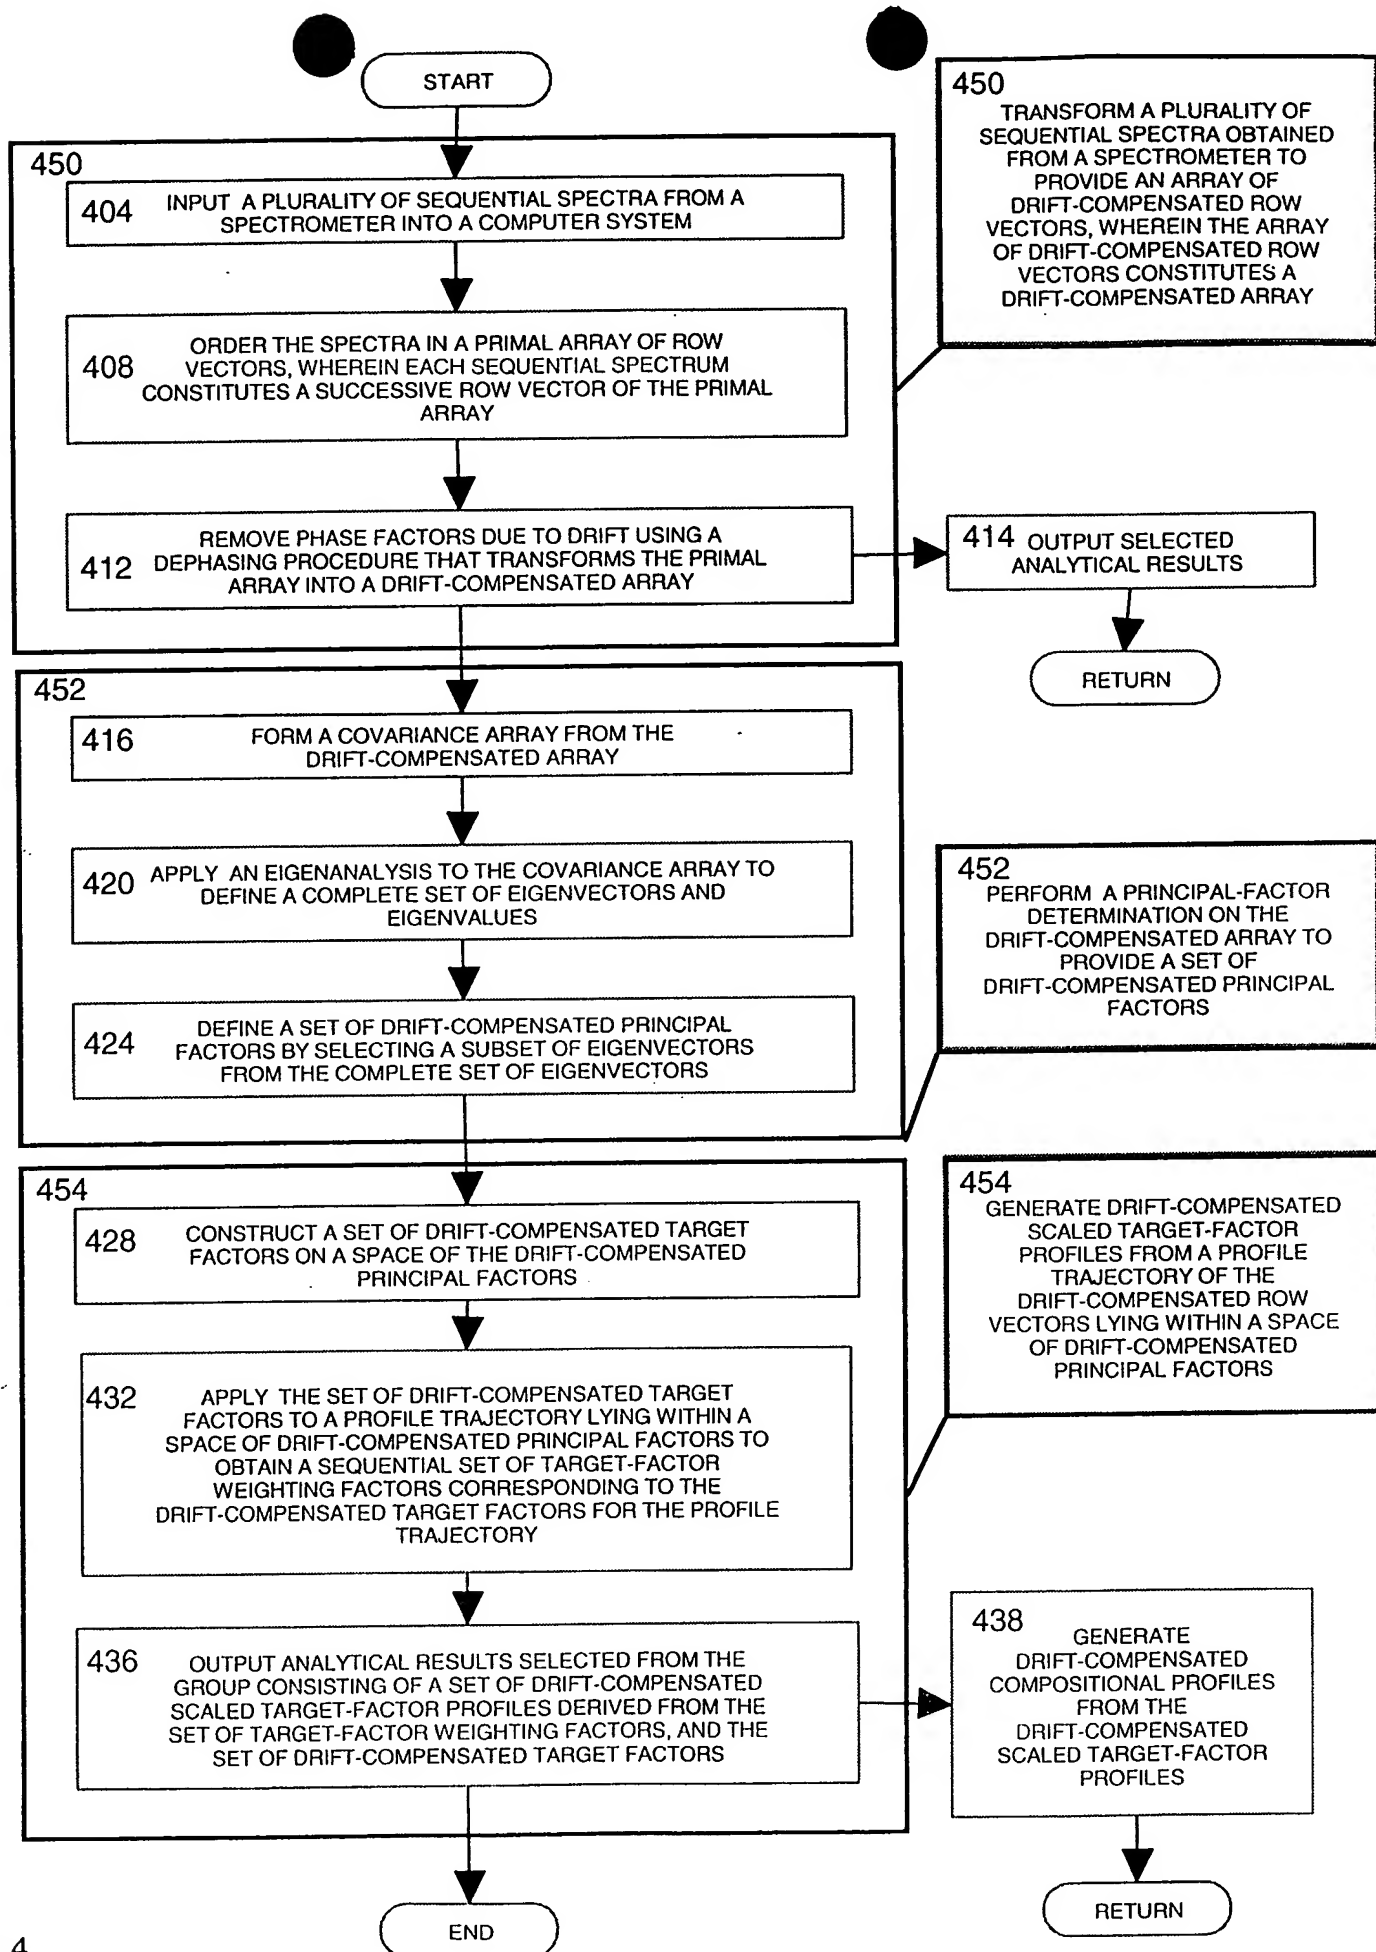 START
450
404
INPUT A PLURALITY OF SEQUENTIAL SPECTRA FROM A
SPECTROMETER INTO A COMPUTER SYSTEM
408
ORDER THE SPECTRA IN A PRIMAL ARRAY OF ROW
VECTORS, WHEREIN EACH SEQUENTIAL SPECTRUM
CONSTITUTES A SUCCESSIVE ROW VECTOR OF THE PRIMAL
ARRAY
412
REMOVE PHASE FACTORS DUE TO DRIFT USING A
DEPHASING PROCEDURE THAT TRANSFORMS THE PRIMAL
ARRAY INTO A DRIFT-COMPENSATED ARRAY
450
TRANSFORM A PLURALITY OF
SEQUENTIAL SPECTRA OBTAINED
FROM A SPECTROMETER TO
PROVIDE AN ARRAY OF
DRIFT-COMPENSATED ROW
VECTORS, WHEREIN THE ARRAY
OF DRIFT-COMPENSATED ROW
VECTORS CONSTITUTES A
DRIFT-COMPENSATED ARRAY
414
OUTPUT SELECTED
ANALYTICAL RESULTS
RETURN
452
416
FORM A COVARIANCE ARRAY FROM THE
DRIFT-COMPENSATED ARRAY
420
APPLY AN EIGENANALYSIS TO THE COVARIANCE ARRAY TO
DEFINE A COMPLETE SET OF EIGENVECTORS AND
EIGENVALUES
424
DEFINE A SET OF DRIFT-COMPENSATED PRINCIPAL
FACTORS BY SELECTING A SUBSET OF EIGENVECTORS
FROM THE COMPLETE SET OF EIGENVECTORS
452
PERFORM A PRINCIPAL-FACTOR
DETERMINATION ON THE
DRIFT-COMPENSATED ARRAY TO
PROVIDE A SET OF
DRIFT-COMPENSATED PRINCIPAL
FACTORS
454
428
CONSTRUCT A SET OF DRIFT-COMPENSATED TARGET
FACTORS ON A SPACE OF THE DRIFT-COMPENSATED
PRINCIPAL FACTORS
432
APPLY THE SET OF DRIFT-COMPENSATED TARGET
FACTORS TO A PROFILE TRAJECTORY LYING WITHIN A
SPACE OF DRIFT-COMPENSATED PRINCIPAL FACTORS TO
OBTAIN A SEQUENTIAL SET OF TARGET-FACTOR
WEIGHTING FACTORS CORRESPONDING TO THE
DRIFT-COMPENSATED TARGET FACTORS FOR THE PROFILE
TRAJECTORY
436
OUTPUT ANALYTICAL RESULTS SELECTED FROM THE
GROUP CONSISTING OF A SET OF DRIFT-COMPENSATED
SCALED TARGET-FACTOR PROFILES DERIVED FROM THE
SET OF TARGET-FACTOR WEIGHTING FACTORS, AND THE
SET OF DRIFT-COMPENSATED TARGET FACTORS
454
GENERATE DRIFT-COMPENSATED
SCALED TARGET-FACTOR
PROFILES FROM A PROFILE
TRAJECTORY OF THE
DRIFT-COMPENSATED ROW
VECTORS LYING WITHIN A SPACE
OF DRIFT-COMPENSATED
PRINCIPAL FACTORS
438
GENERATE
DRIFT-COMPENSATED
COMPOSITIONAL PROFILES
FROM THE
DRIFT-COMPENSATED
SCALED TARGET-FACTOR
PROFILES
RETURN
END
4